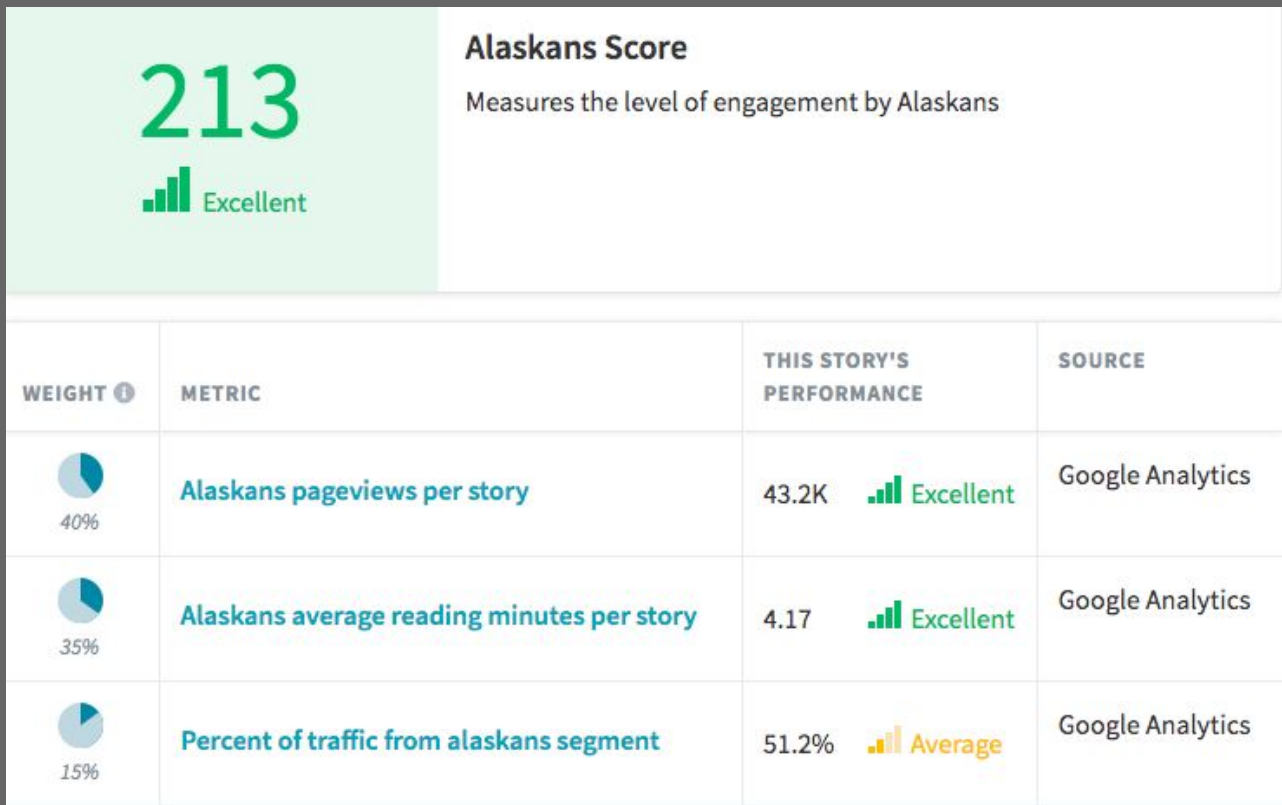 213
Excellent
Alaskans Score
Measures the level of engagement by Alaskans
WEIGHT
METRIC
THIS STORY'S
PERFORMANCE
SOURCE
40%
Alaskans pageviews per story
43.2K
Excellent
Google Analytics
35%
Alaskans average reading minutes per story
4.17
Excellent
Google Analytics
15%
Percent of traffic from alaskans segment
51.2%
Average
Google Analytics